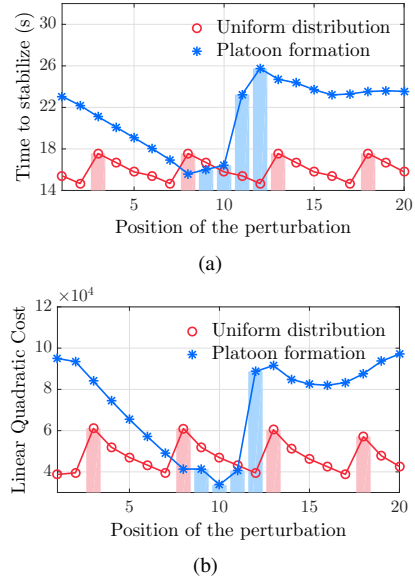 30
26
22
18
14
Time to stabilize (s)
Uniform distribution
Platoon formation
5
10
15
20
Position of the perturbation
(a)
×10⁴
12
10
8
6
4
Linear Quadratic Cost
Uniform distribution
Platoon formation
5
10
15
20
Position of the perturbation
(b)